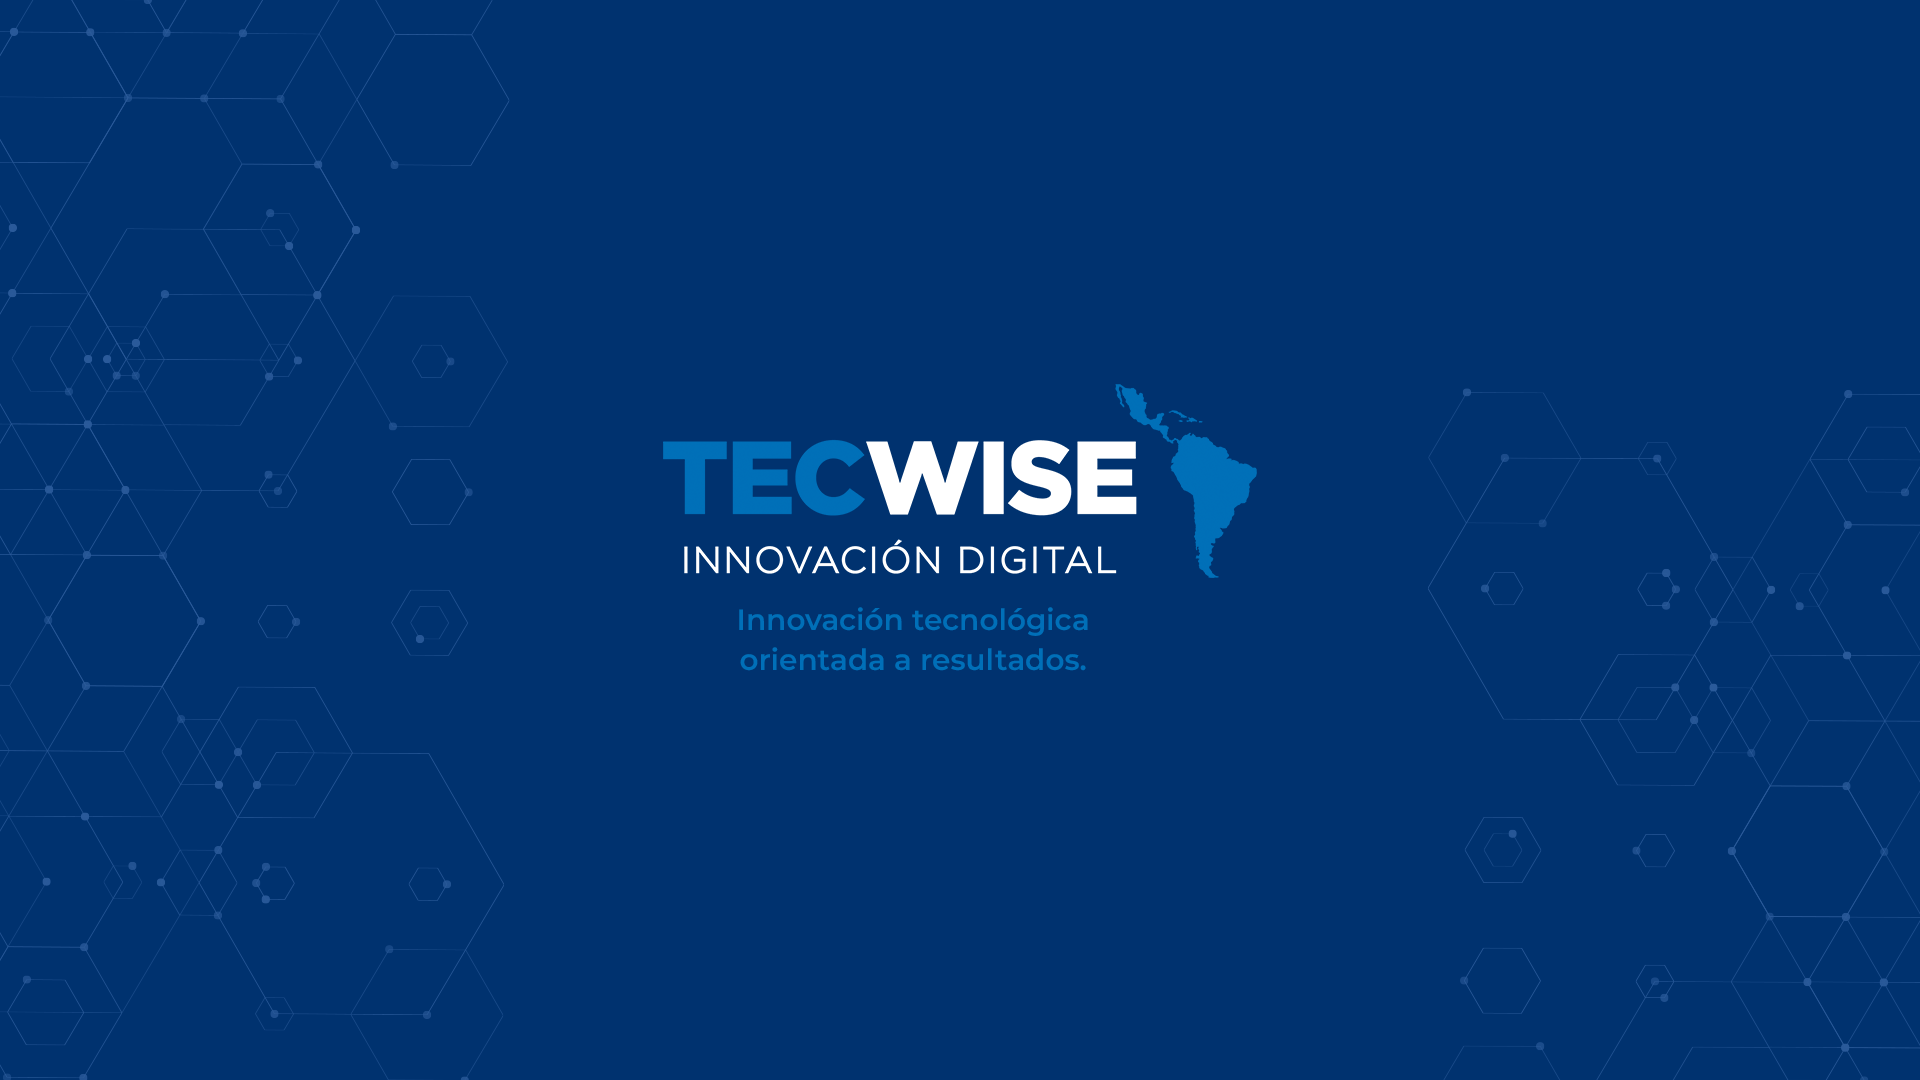 TECWISE
INNOVACIÓN DIGITAL
Innovación tecnológica
orientada a resultados.